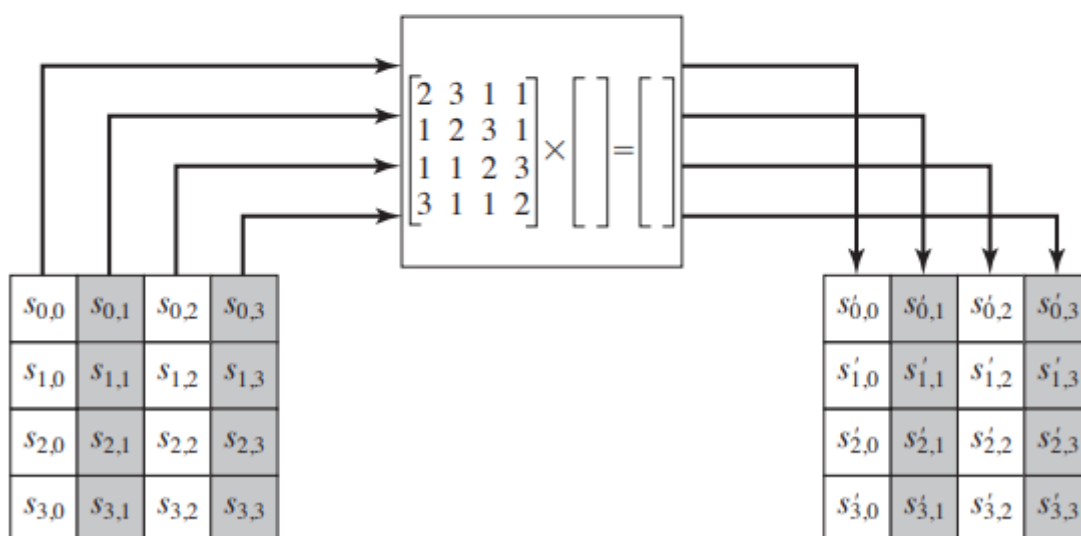 2 3 1 1
1 2 3 1
1 1 2 3
3 1 1 2
× [ ] = [ ]
s0,0 s0,1 s0,2 s0,3
s1,0 s1,1 s1,2 s1,3
s2,0 s2,1 s2,2 s2,3
s3,0 s3,1 s3,2 s3,3
s′0,0 s′0,1 s′0,2 s′0,3
s′1,0 s′1,1 s′1,2 s′1,3
s′2,0 s′2,1 s′2,2 s′2,3
s′3,0 s′3,1 s′3,2 s′3,3